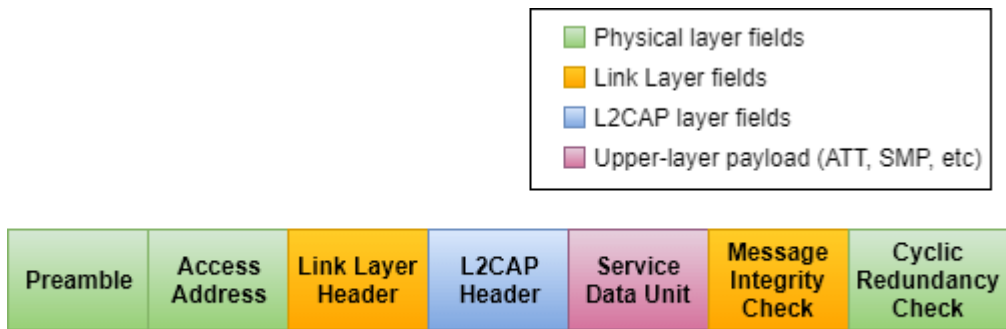 Physical layer fields
Link Layer fields
L2CAP layer fields
Upper-layer payload (ATT, SMP, etc)
Preamble
Access
Address
Link Layer
Header
L2CAP
Header
Service
Data Unit
Message
Integrity
Check
Cyclic
Redundancy
Check